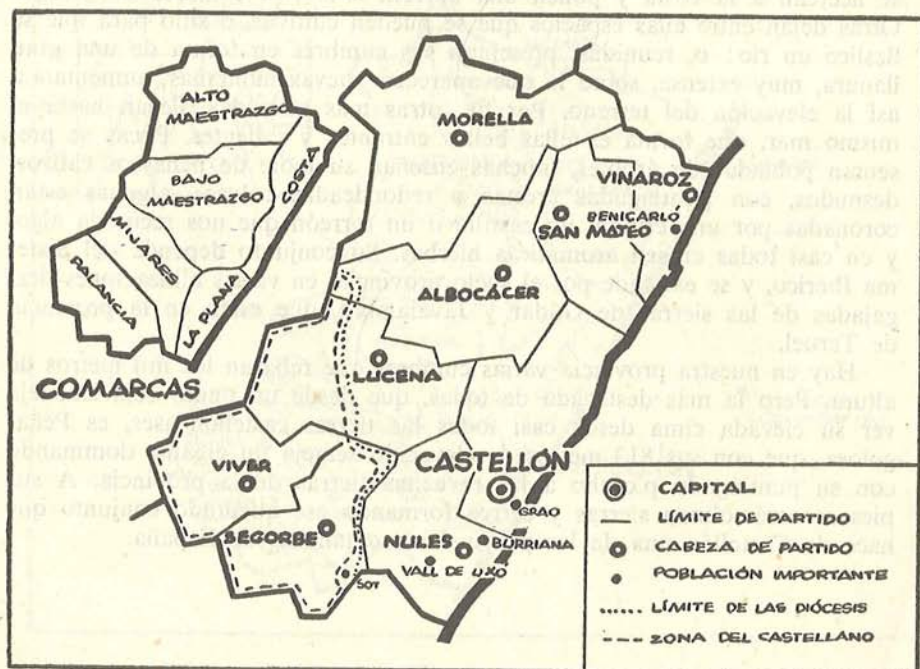 ALTO
MAESTRAZGO
BAJO
MAESTRAZGO
COSTA
MIJARES
PALANCIA
LA PLANA
COMARCAS
MORELLA
VINAROZ
BENICARLÓ
SAN MATEO
ALBOCÁCER
LUCENA
VIVER
SEGORBE
CASTELLÓN
GRAO
BURRIANA
NULES
VALL DE UXO
SOT
CAPITAL
LÍMITE DE PARTIDO
CABEZA DE PARTIDO
POBLACIÓN IMPORTANTE
LÍMITE DE LAS DIÓCESIS
ZONA DEL CASTELLANO